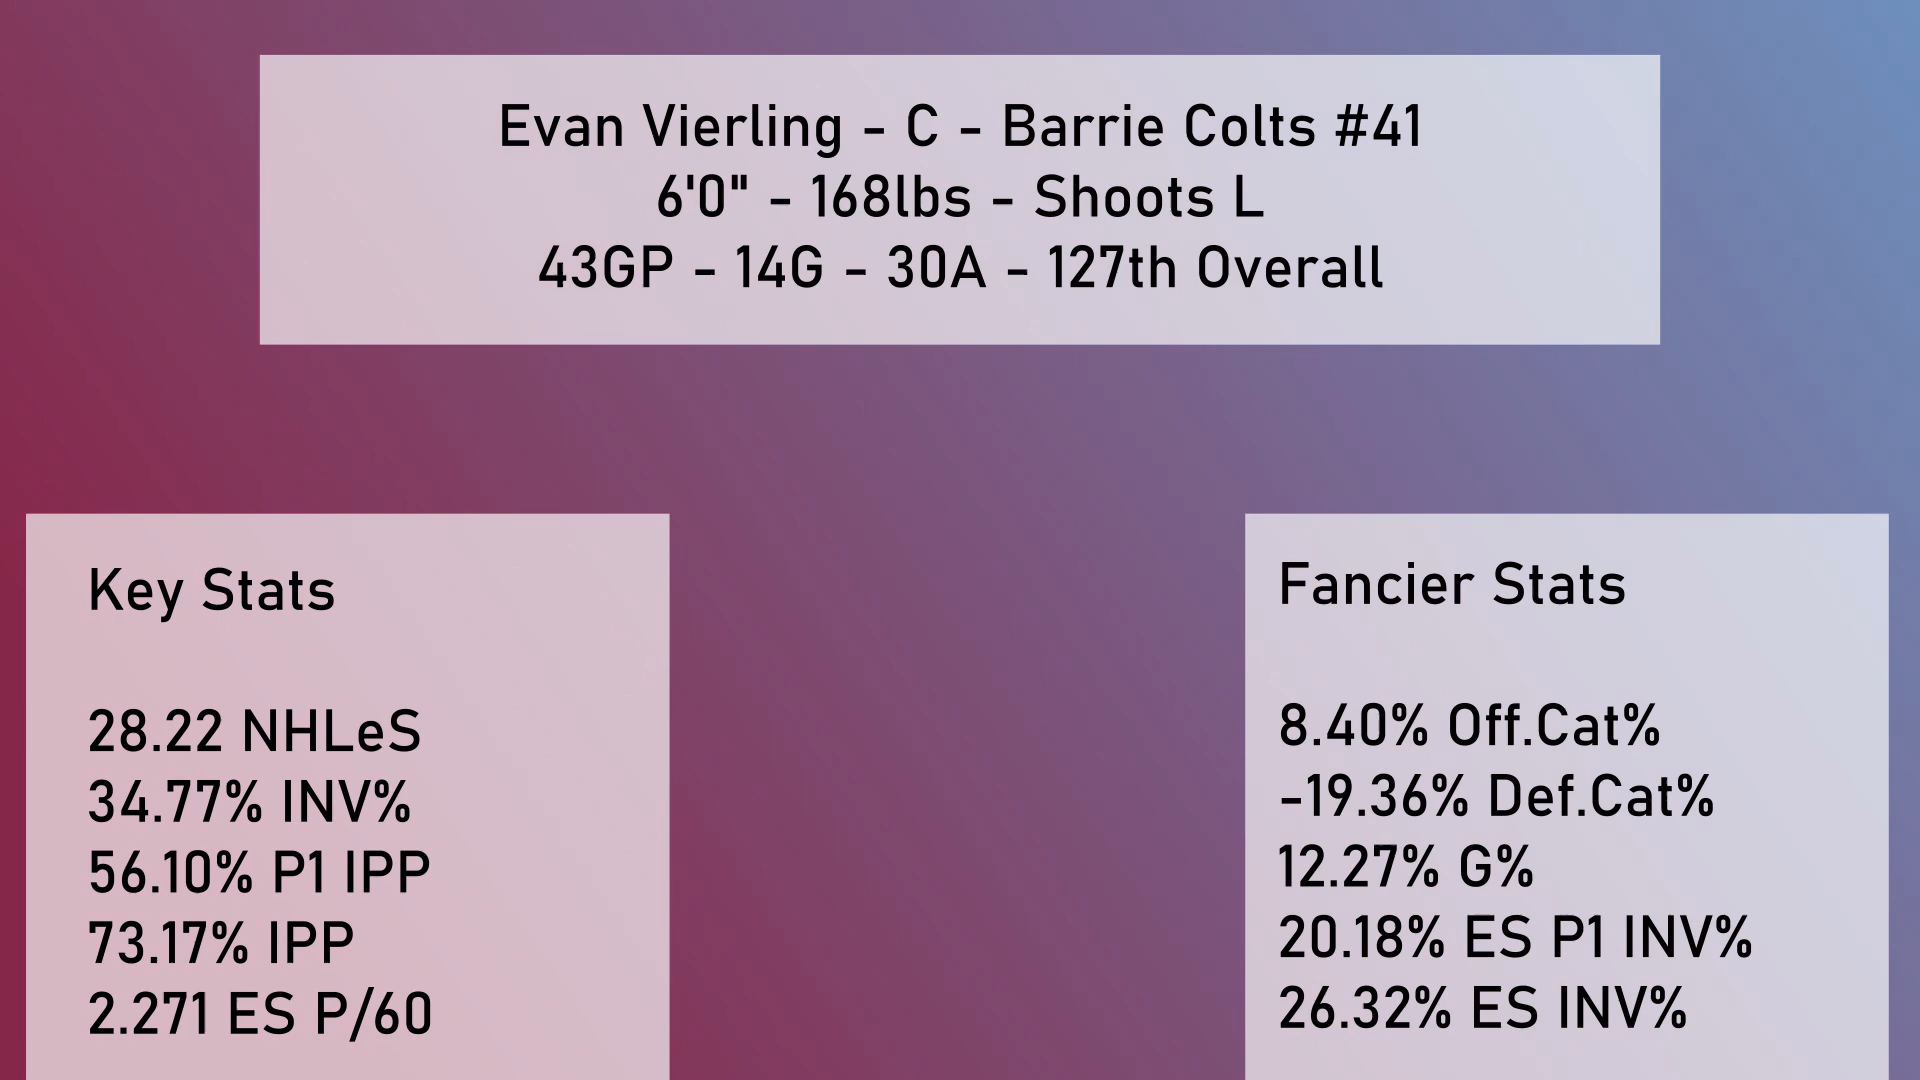 Evan Vierling - C - Barrie Colts #41
6'0" - 168lbs - Shoots L
43GP - 14G - 30A - 127th Overall
Key Stats
28.22 NHLeS
34.77% INV%
56.10% P1 IPP
73.17% IPP
2.271 ES P/60
Fancier Stats
8.40% Off.Cat%
-19.36% Def.Cat%
12.27% G%
20.18% ES P1 INV%
26.32% ES INV%